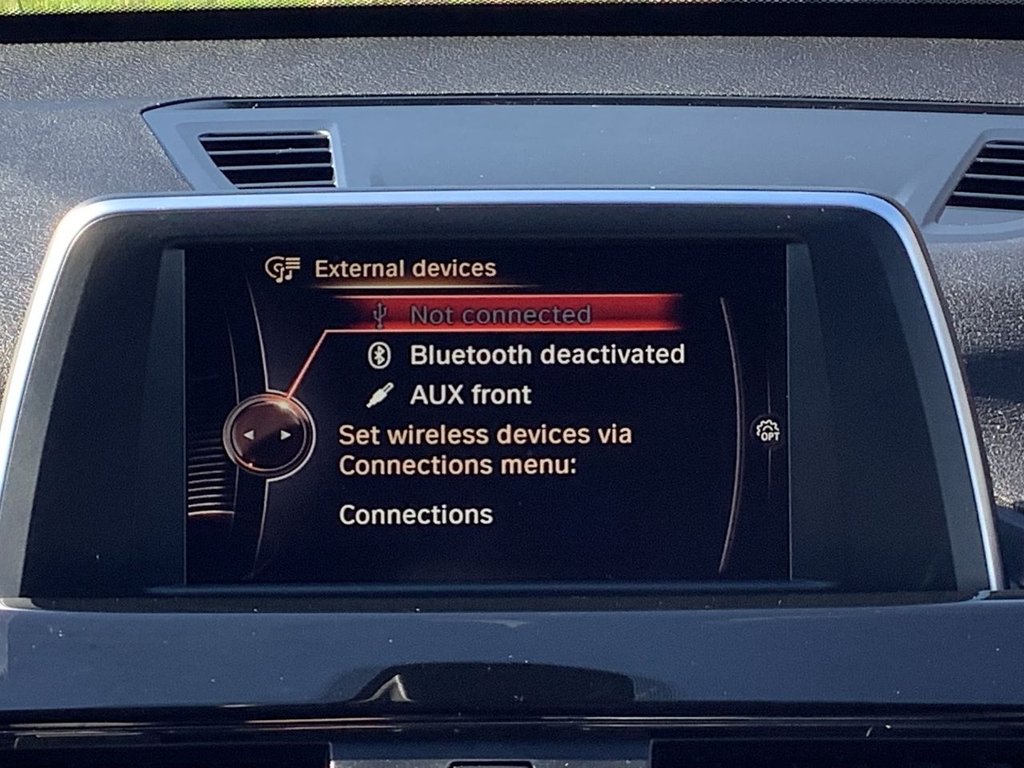 External devices
Not connected
Bluetooth deactivated
AUX front
Set wireless devices via
Connections menu:
Connections
OPT